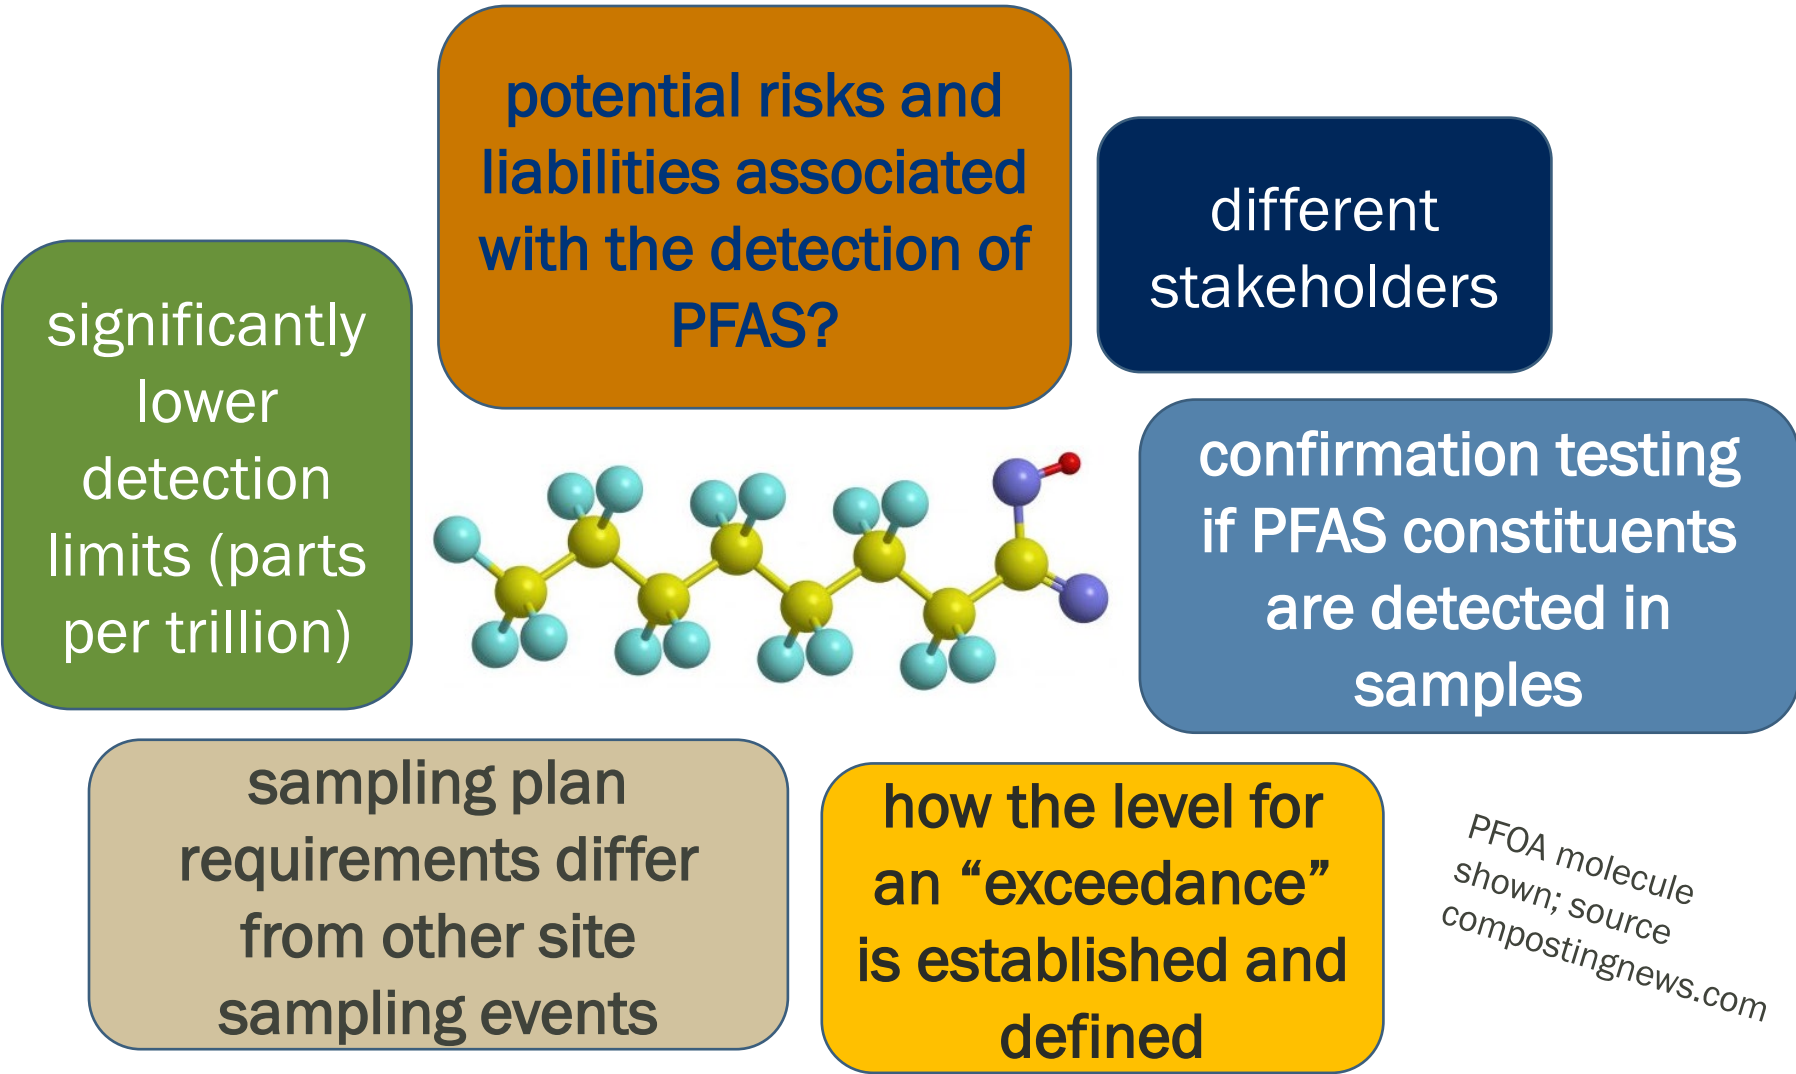 potential risks and
liabilities associated
with the detection of
PFAS?
different
stakeholders
significantly
lower
detection
limits (parts
per trillion)
confirmation testing
if PFAS constituents
are detected in
samples
sampling plan
requirements differ
from other site
sampling events
how the level for
an “exceedance”
is established and
defined
PFOA molecule
shown; source
compostingnews.com